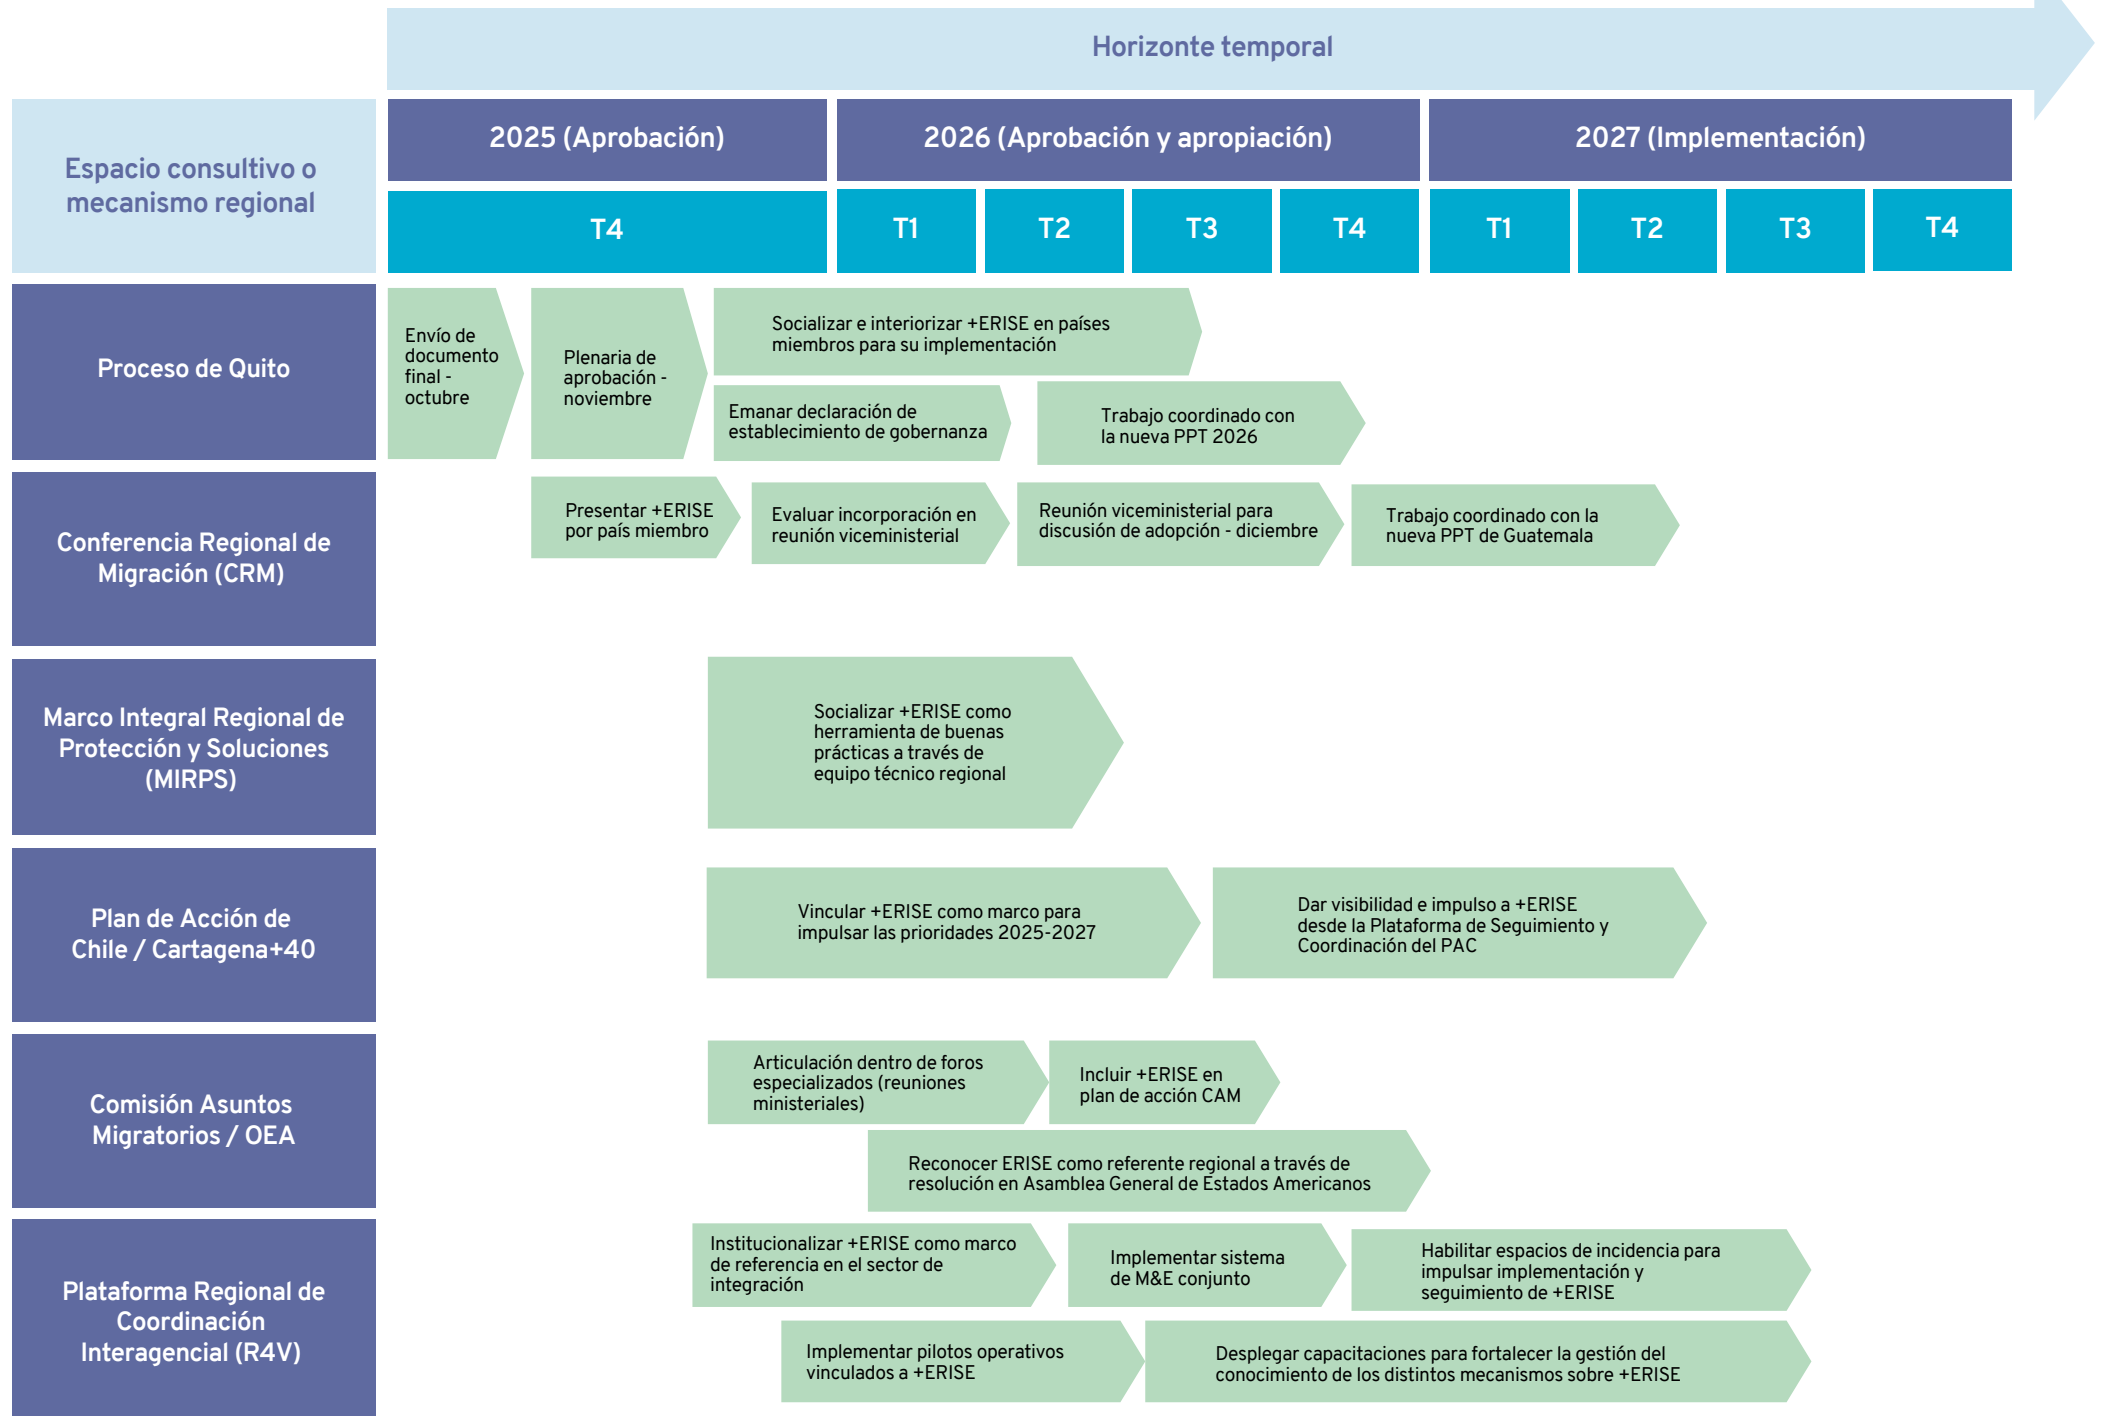 Horizonte temporal
Espacio consultivo o
mecanismo regional
2025 (Aprobación)
2026 (Aprobación y apropiación)
2027 (Implementación)
T4
T1
T2
T3
T4
T1
T2
T3
T4
Proceso de Quito
Envío de
documento
final -
octubre
Plenaria de
aprobación -
noviembre
Socializar e interiorizar +ERISE en países
miembros para su implementación
Emanar declaración de
establecimiento de gobernanza
Trabajo coordinado con
la nueva PPT 2026
Conferencia Regional de
Migración (CRM)
Presentar +ERISE
por país miembro
Evaluar incorporación en
reunión viceministerial
Reunión viceministerial para
discusión de adopción - diciembre
Trabajo coordinado con la
nueva PPT de Guatemala
Marco Integral Regional de
Protección y Soluciones
(MIRPS)
Socializar +ERISE como
herramienta de buenas
prácticas a través de
equipo técnico regional
Plan de Acción de
Chile / Cartagena+40
Vincular +ERISE como marco para
impulsar las prioridades 2025-2027
Dar visibilidad e impulso a +ERISE
desde la Plataforma de Seguimiento y
Coordinación del PAC
Comisión Asuntos
Migratorios / OEA
Articulación dentro de foros
especializados (reuniones
ministeriales)
Incluir +ERISE en
plan de acción CAM
Reconocer ERISE como referente regional a través de
resolución en Asamblea General de Estados Americanos
Plataforma Regional de
Coordinación
Interagencial (R4V)
Institucionalizar +ERISE como marco
de referencia en el sector de
integración
Implementar sistema
de M&E conjunto
Habilitar espacios de incidencia para
impulsar implementación y
seguimiento de +ERISE
Implementar pilotos operativos
vinculados a +ERISE
Desplegar capacitaciones para fortalecer la gestión del
conocimiento de los distintos mecanismos sobre +ERISE